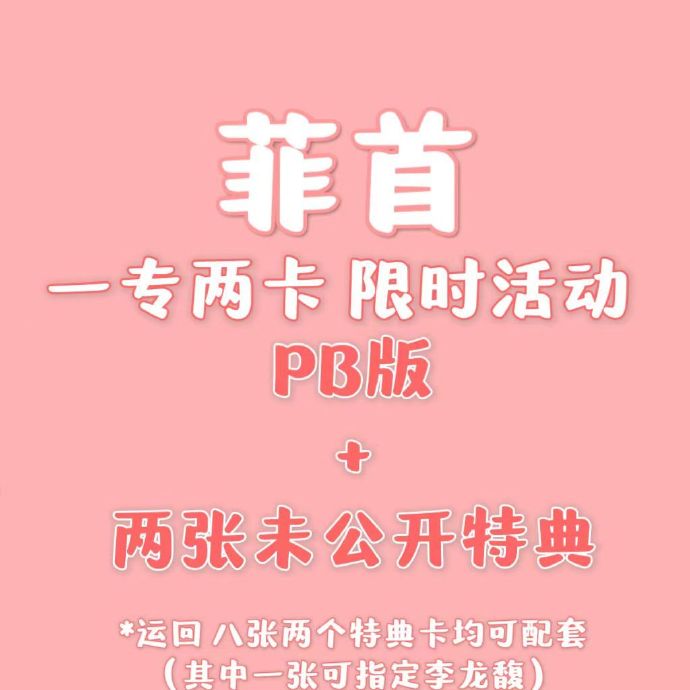 菲首
一专两卡 限时活动
PB版
+
两张未公开特典
*运回 八张两个特典卡均可配套
（其中一张可指定李龙馥）